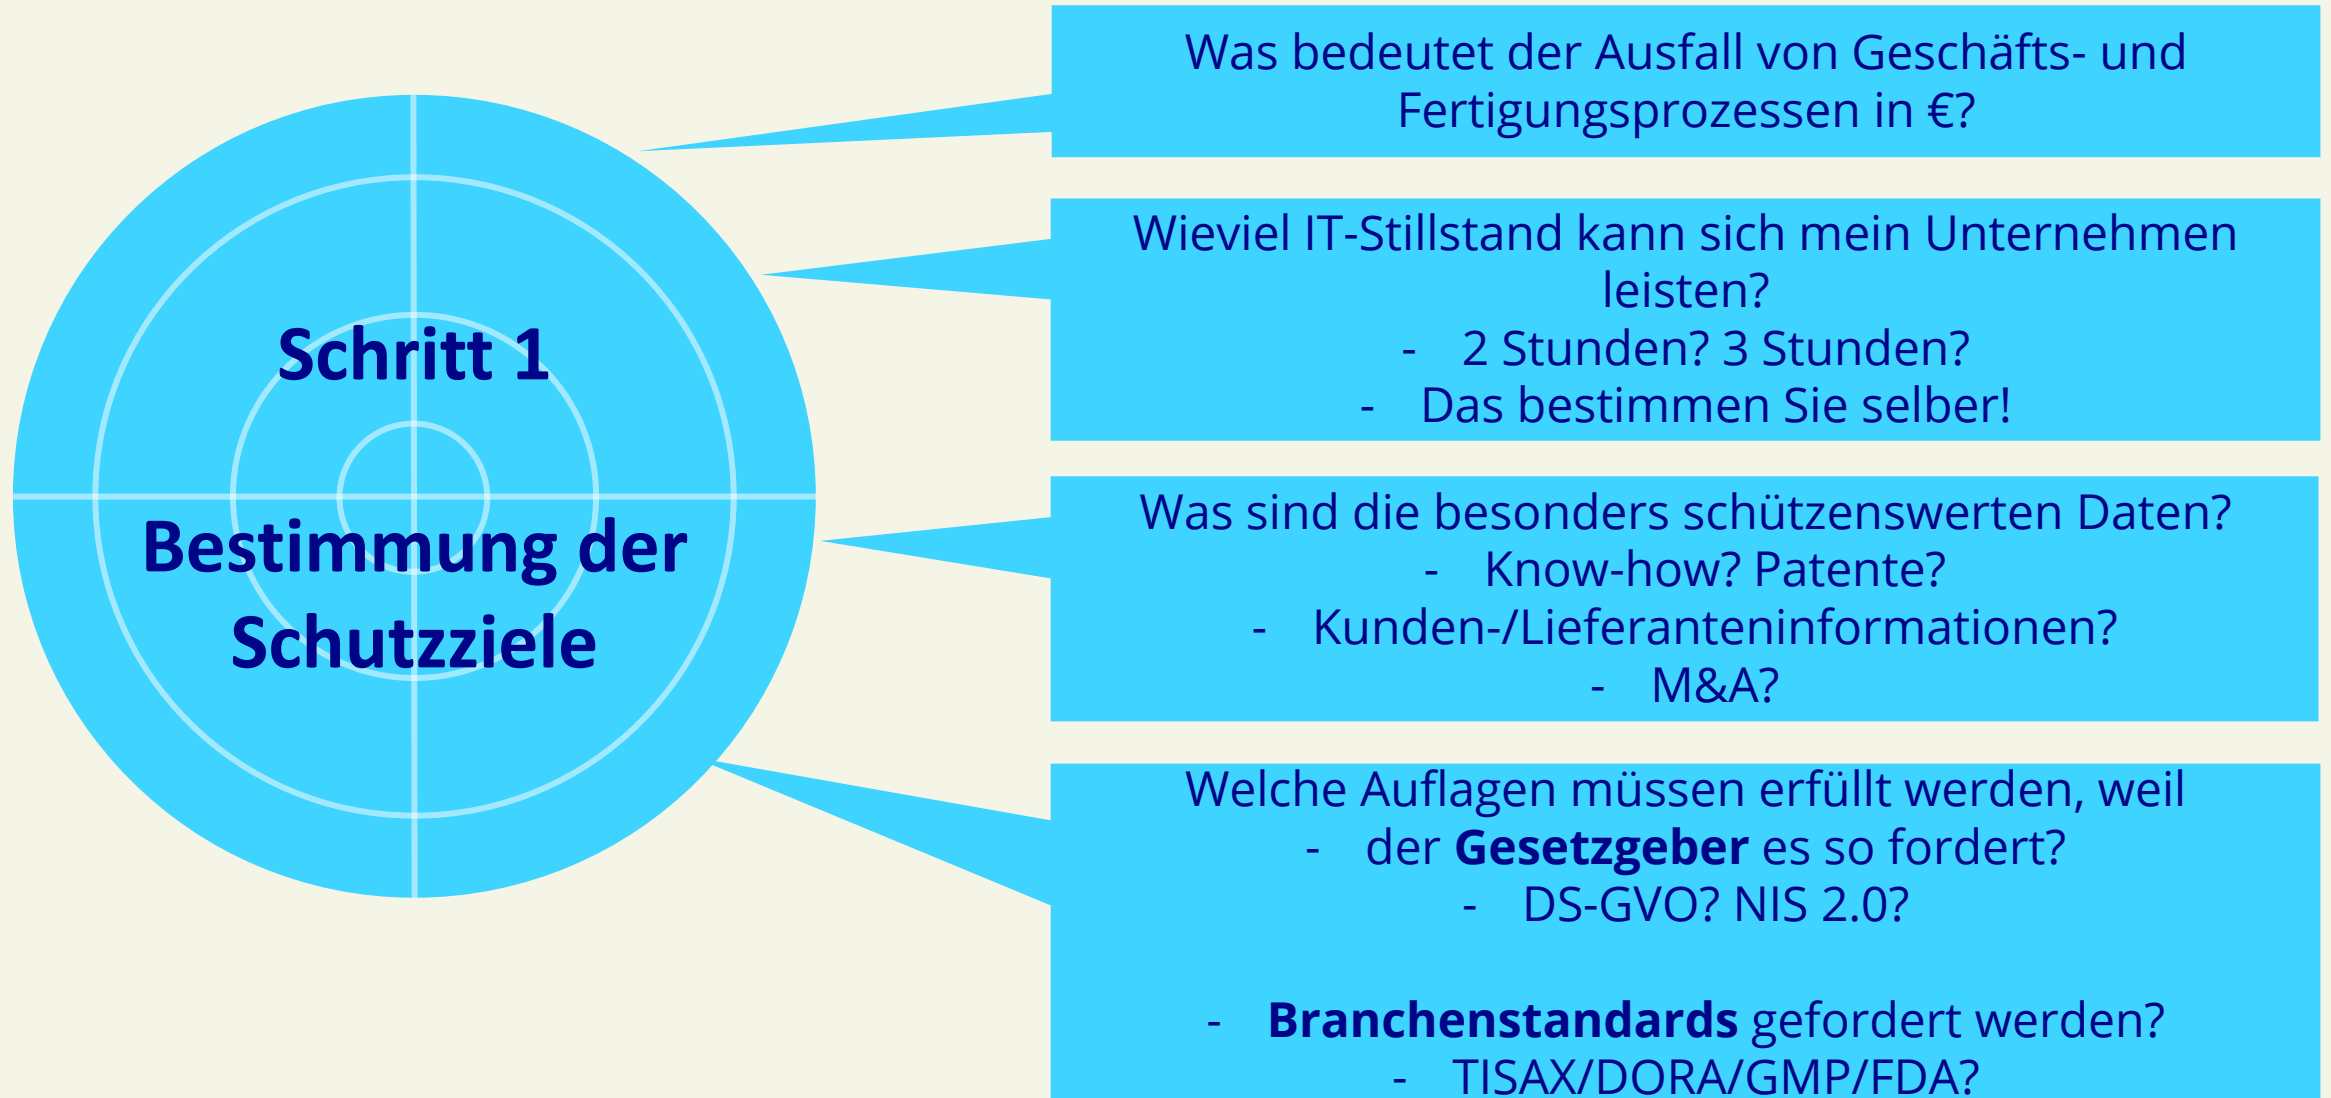 Schritt 1
Bestimmung der
Schutzziele
Was bedeutet der Ausfall von Geschäfts- und
Fertigungsprozessen in €?
Wieviel IT-Stillstand kann sich mein Unternehmen
leisten?
- 2 Stunden? 3 Stunden?
- Das bestimmen Sie selber!
Was sind die besonders schützenswerten Daten?
- Know-how? Patente?
- Kunden-/Lieferanteninformationen?
- M&A?
Welche Auflagen müssen erfüllt werden, weil
- der Gesetzgeber es so fordert?
- DS-GVO? NIS 2.0?
- Branchenstandards gefordert werden?
- TISAX/DORA/GMP/FDA?